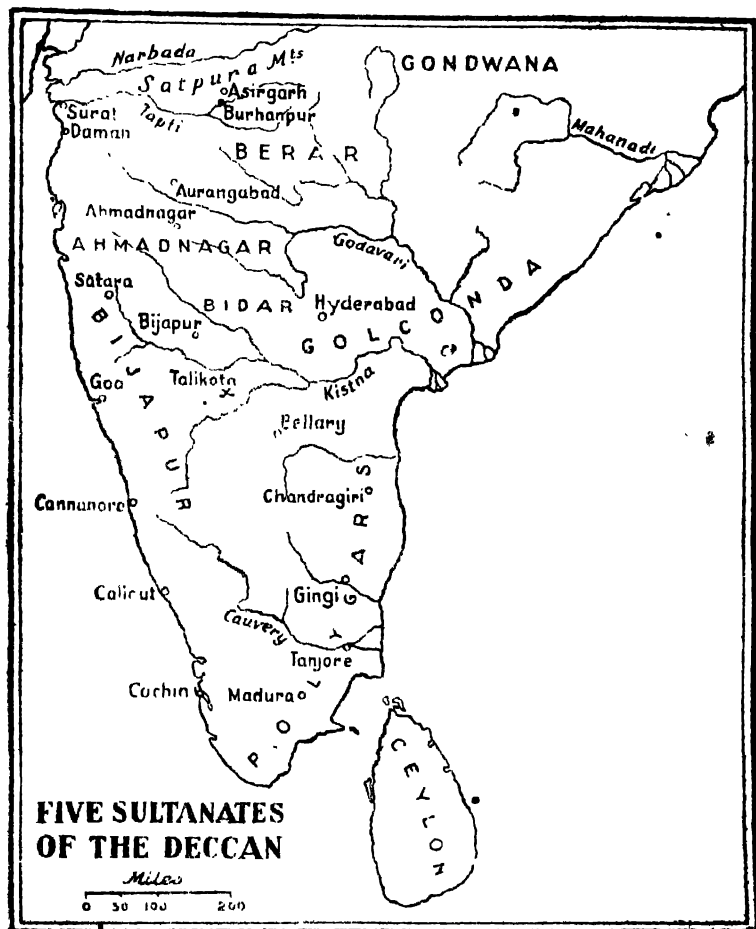 Narbada
Satpura Mts
GONDWANA
Asirgarh
Surat
Tapti
Burhanpur
Daman
Mahanadi
BERAR
Aurangabad
Ahmadnagar
AHMADNAGAR
Godavari
Satara
BIDAR
Hyderabad
Bijapur
GOLCONDA
BIJAPUR
Goa
Talikota
Kistna
Bellary
Chandragiri
Cannanore
POLYGARS
Calicut
Gingi
Cauvery
Tanjore
Cochin
Madura
CEYLON
FIVE SULTANATES
OF THE DECCAN
Miles
0 50 100 200